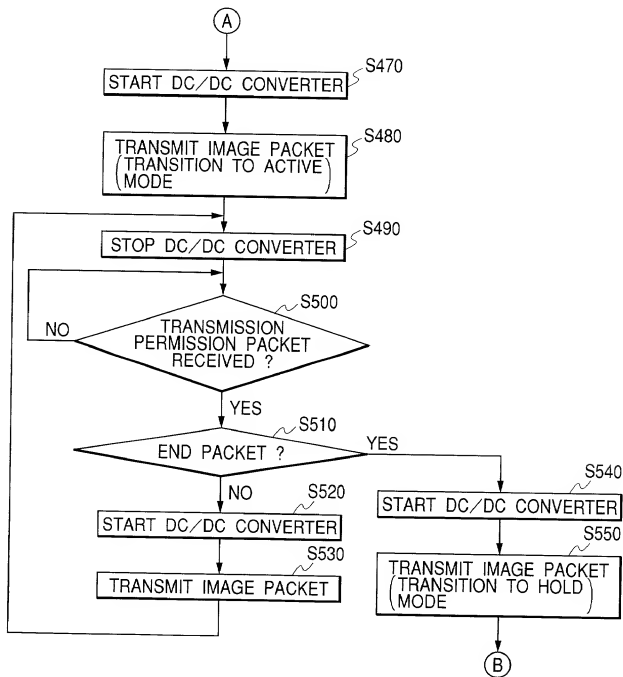 A
S470
START DC/DC CONVERTER
S480
TRANSMIT IMAGE PACKET
(TRANSITION TO ACTIVE)
MODE
S490
STOP DC/DC CONVERTER
S500
NO
TRANSMISSION
PERMISSION PACKET
RECEIVED ?
YES
S510
END PACKET ?
YES
NO
S520
START DC/DC CONVERTER
S530
TRANSMIT IMAGE PACKET
S540
START DC/DC CONVERTER
S550
TRANSMIT IMAGE PACKET
(TRANSITION TO HOLD)
MODE
B